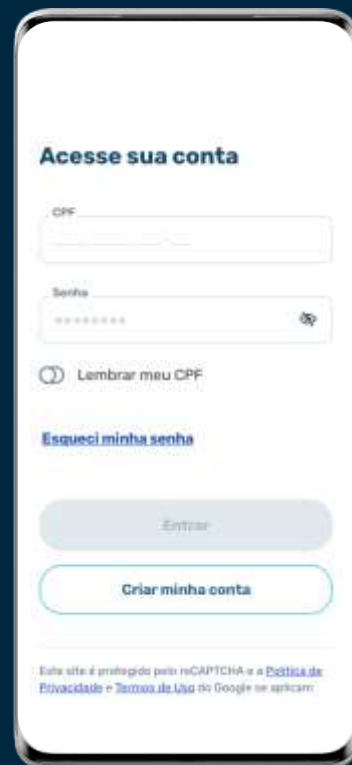 Acesse sua conta
CPF
Senha
Lembrar meu CPF
Esqueci minha senha
Entrar
Criar minha conta
Este site é protegido pelo reCAPTCHA e a Política de
Privacidade e Termos de Uso do Google se aplicam